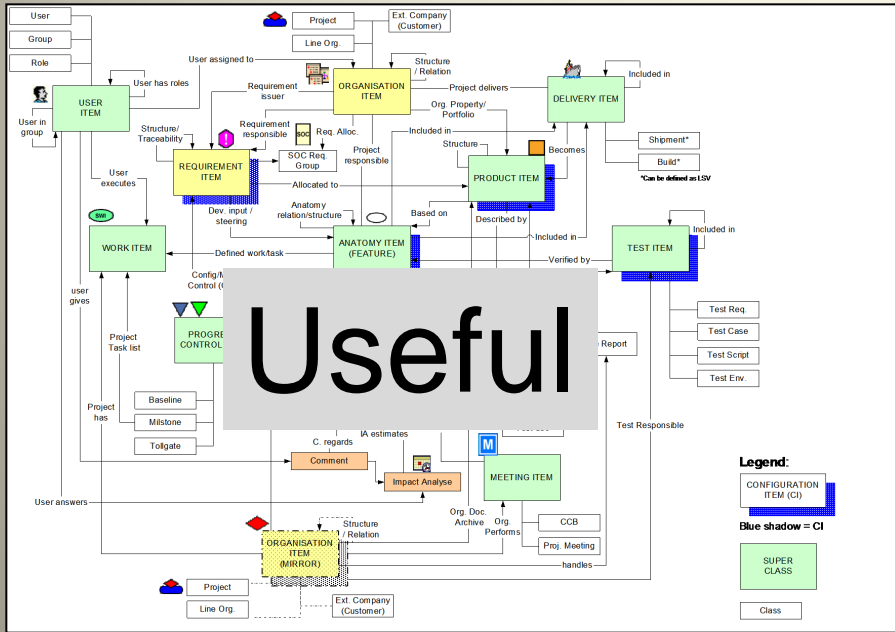 User
Group
Role
Project
Ext. Company
(Customer)
Line Org.
User assigned to
Structure
/ Relation
Included in
USER
ITEM
User has roles
User in
group
Requirement
issuer
ORGANISATION
ITEM
Project delivers
DELIVERY ITEM
Org. Property/
Portfolio
Structure/
Traceability
Requirement
responsible
SOC
Req. Alloc.
Included in
Shipment*
Build*
*Can be defined as LSV
SOC Req.
Group
Project
responsible
Structure
Becomes
REQUIREMENT
ITEM
PRODUCT ITEM
User
executes
Allocated to
Anatomy
relation/structure
Based on
Described by
Dev. input /
steering
SWI
WORK ITEM
Defined work/task
ANATOMY ITEM
(FEATURE)
Included in
Verified by
TEST ITEM
Included in
Config/M
Control (C
user
gives
PROGRE
CONTROL
Useful
Report
Test Req.
Test Case
Test Script
Test Env.
Project
Task list
Project
has
Baseline
Milstone
Tollgate
IA estimates
C. regards
Comment
Impact Analyse
M
MEETING ITEM
Test Responsible
User answers
Org. Doc.
Archive
Org.
Performs
CCB
Proj. Meeting
handles
Structure
/ Relation
ORGANISATION
ITEM
(MIRROR)
Project
Line Org.
Ext. Company
(Customer)
Legend:
CONFIGURATION
ITEM (CI)
Blue shadow = CI
SUPER
CLASS
Class